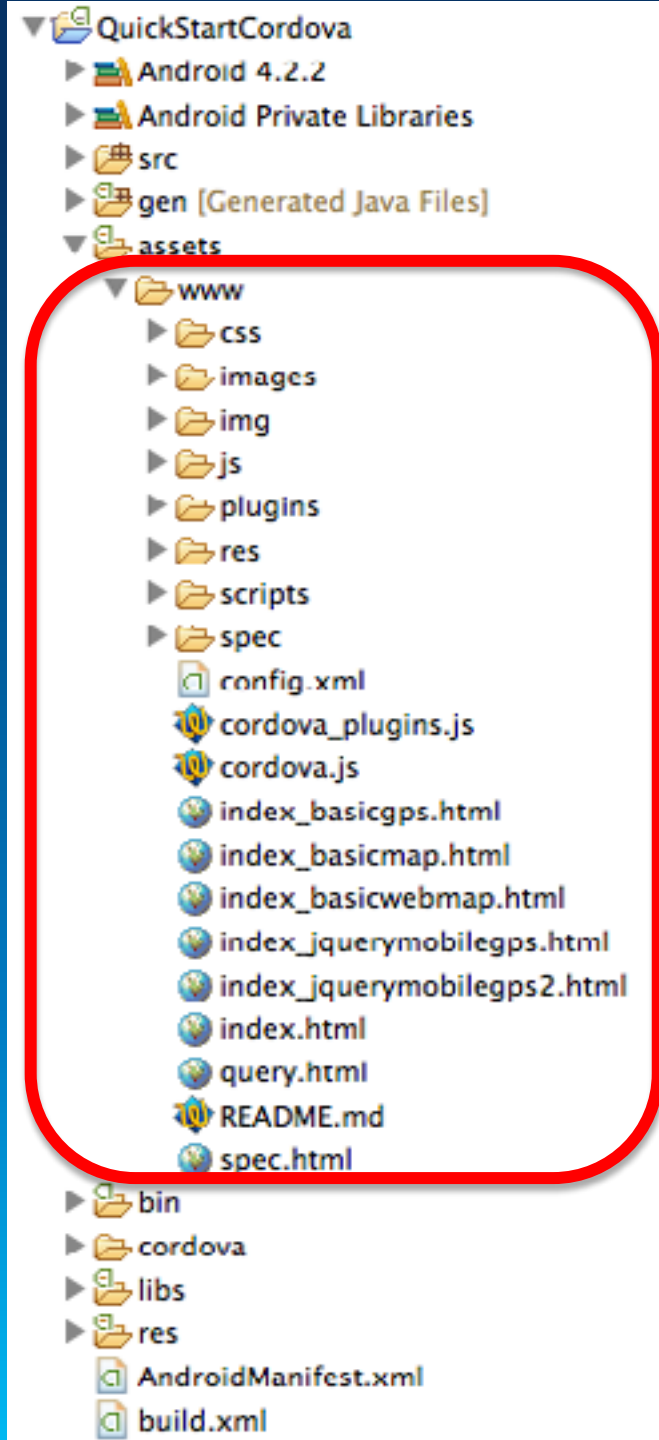 QuickStartCordova
Android 4.2.2
Android Private Libraries
src
gen [Generated Java Files]
assets
www
css
images
img
js
plugins
res
scripts
spec
config.xml
cordova_plugins.js
cordova.js
index_basicgps.html
index_basicmap.html
index_basicwebmap.html
index_jquerymobilegps.html
index_jquerymobilegps2.html
index.html
query.html
README.md
spec.html
bin
cordova
libs
res
AndroidManifest.xml
build.xml